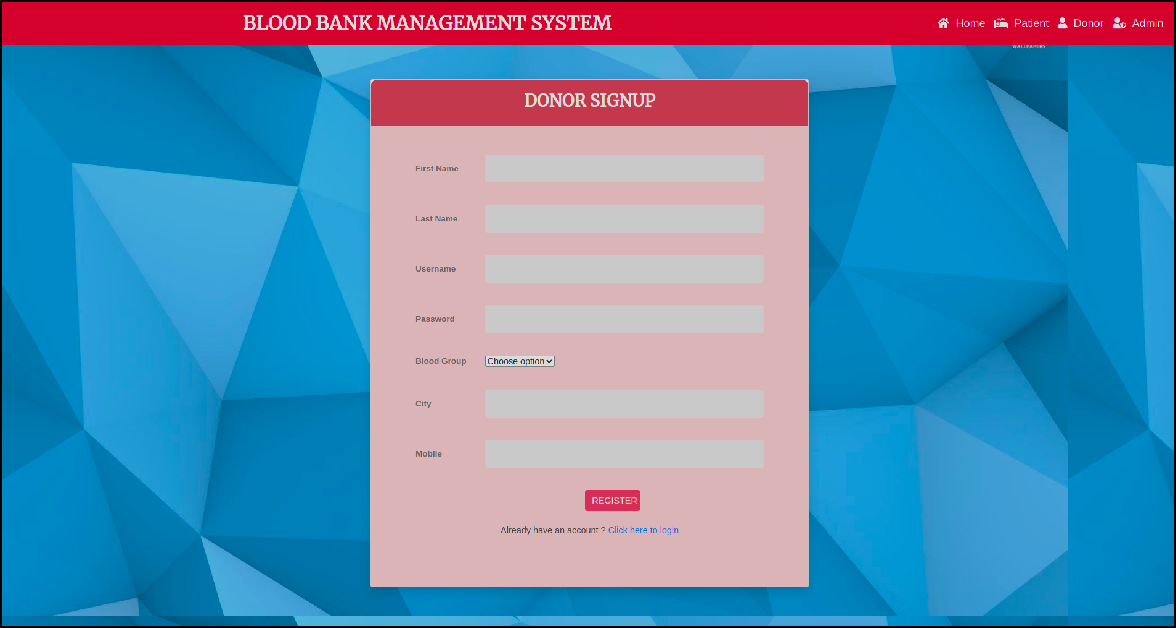 BLOOD BANK MANAGEMENT SYSTEM
Home Patient Donor Admin
DONOR SIGNUP
First Name
Last Name
Username
Password
Blood Group Choose option
City
Mobile
REGISTER
Already have an account ? Click here to login